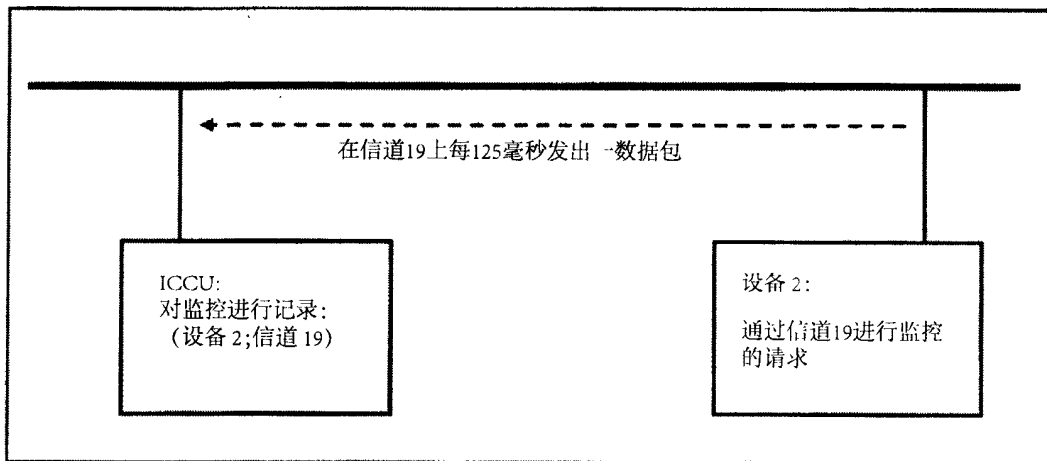 在信道19上每125毫秒发出一数据包
ICCU:
对监控进行记录:
(设备 2;信道 19)
设备 2:
通过信道19进行监控
的请求